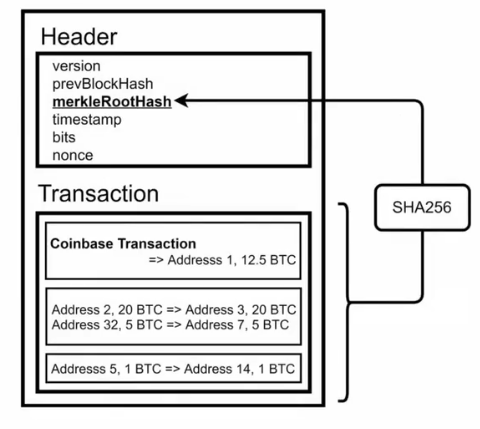 Header
version
prevBlockHash
merkleRootHash
timestamp
bits
nonce
SHA256
Transaction
Coinbase Transaction
=> Addresss 1, 12.5 BTC
Address 2, 20 BTC => Address 3, 20 BTC
Address 32, 5 BTC => Address 7, 5 BTC
Addresss 5, 1 BTC => Address 14, 1 BTC